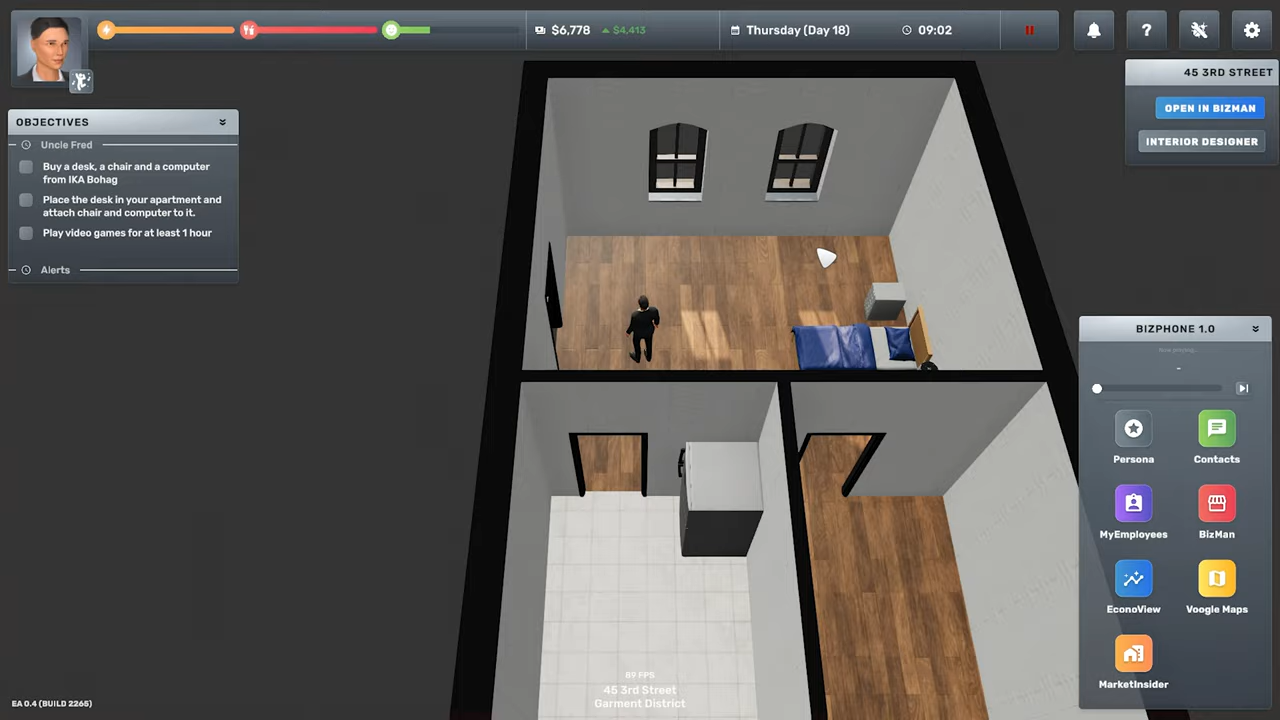 $6,778
$4,413
Thursday (Day 18)
09:02
?
45 3RD STREET
OPEN IN BIZMAN
INTERIOR DESIGNER
OBJECTIVES
Uncle Fred
Buy a desk, a chair and a computer
from IKA Bohag
Place the desk in your apartment and
attach chair and computer to it.
Play video games for at least 1 hour
Alerts
BIZPHONE 1.0
-
Persona
Contacts
MyEmployees
BizMan
EconoView
Voogle Maps
MarketInsider
89 FPS
45 3rd Street
Garment District
EA 0.4 (BUILD 2265)